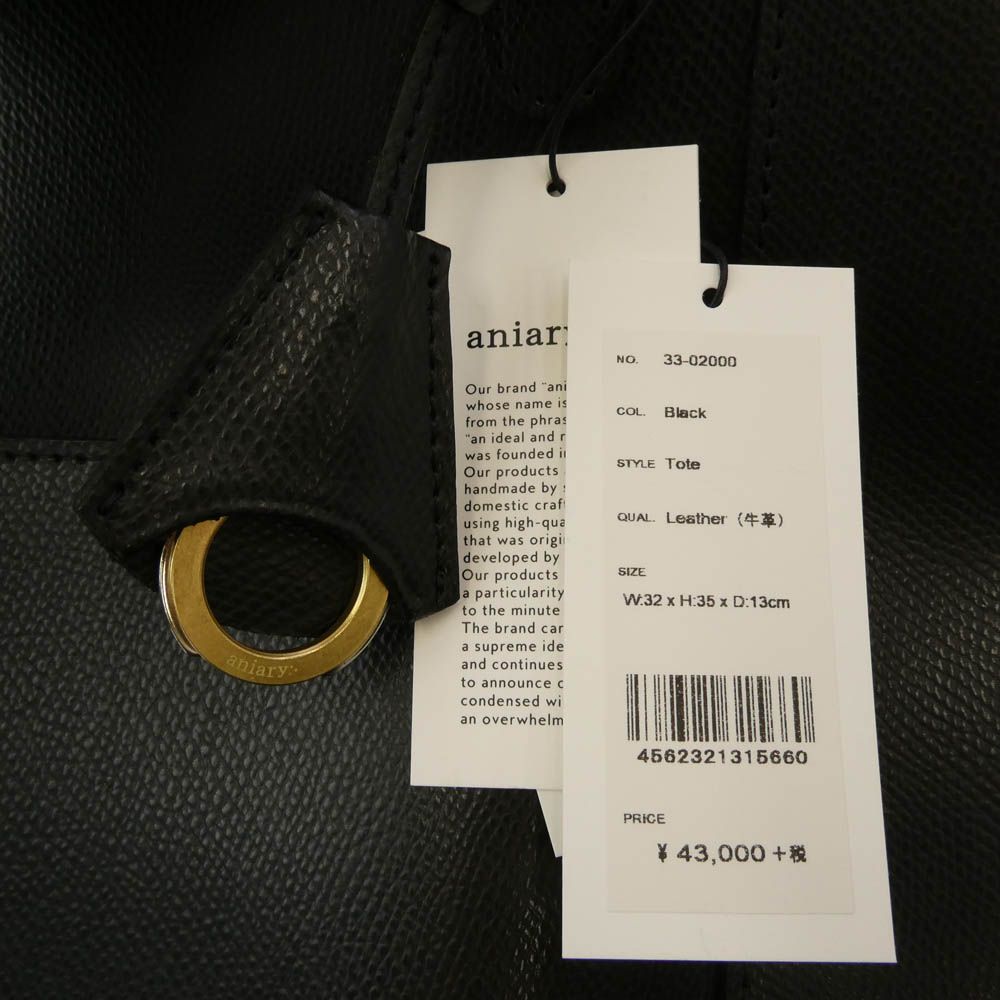 aniary
Our brand "ani
whose name is
from the phras
"an ideal and r
was founded i
Our products
handmade by s
domestic craf
using high-qua
that was origi
developed by
Our products
a particularity
to the minute
The brand car
a supreme ide
and continues
to announce c
condensed wi
an overwhelm
NO. 33-02000
COL. Black
STYLE Tote
QUAL. Leather (牛革)
SIZE
W:32 x H:35 x D:13cm
4562321315660
PRICE
¥ 43,000 +税
aniary:-